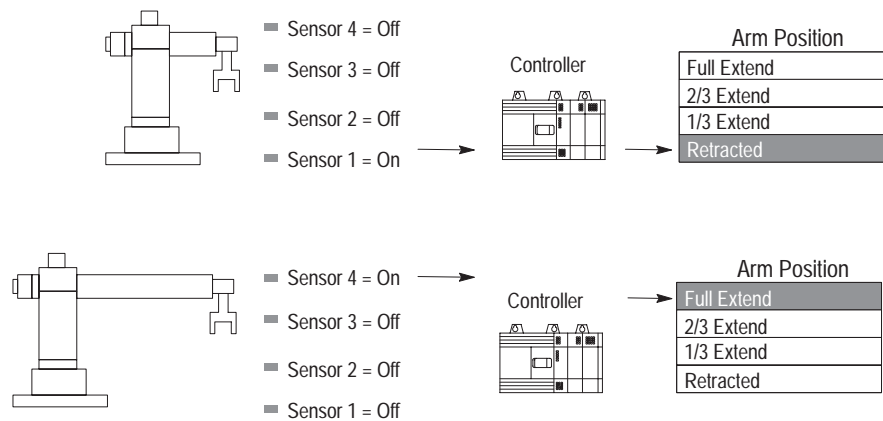 Sensor 4 = Off
Sensor 3 = Off
Sensor 2 = Off
Sensor 1 = On
Controller
Arm Position
Full Extend
2/3 Extend
1/3 Extend
Retracted
Sensor 4 = On
Sensor 3 = Off
Sensor 2 = Off
Sensor 1 = Off
Controller
Arm Position
Full Extend
2/3 Extend
1/3 Extend
Retracted